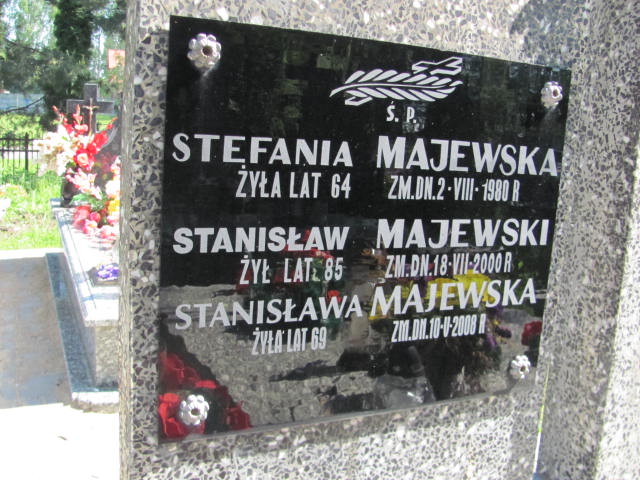 Ś. P.
STEFANIA MAJEWSKA
ŻYŁA LAT 64 ZM.DN.2·VIII·1980 R
STANISŁAW MAJEWSKI
ŻYŁ LAT. 85 ZM.DN.18·VII·2000 R
STANISŁAWA MAJEWSKA
ŻYŁA LAT 69 ZM.DN.10·V·2008 R